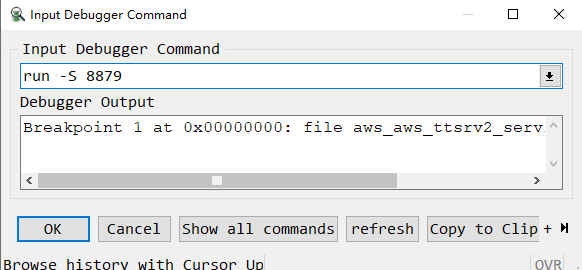 Input Debugger Command
Input Debugger Command
run -S 8879
Debugger Output
Breakpoint 1 at 0x00000000: file aws_aws_ttsrv2_serv
OK Cancel Show all commands refresh Copy to Clip +
Browse history with Cursor Up OVR